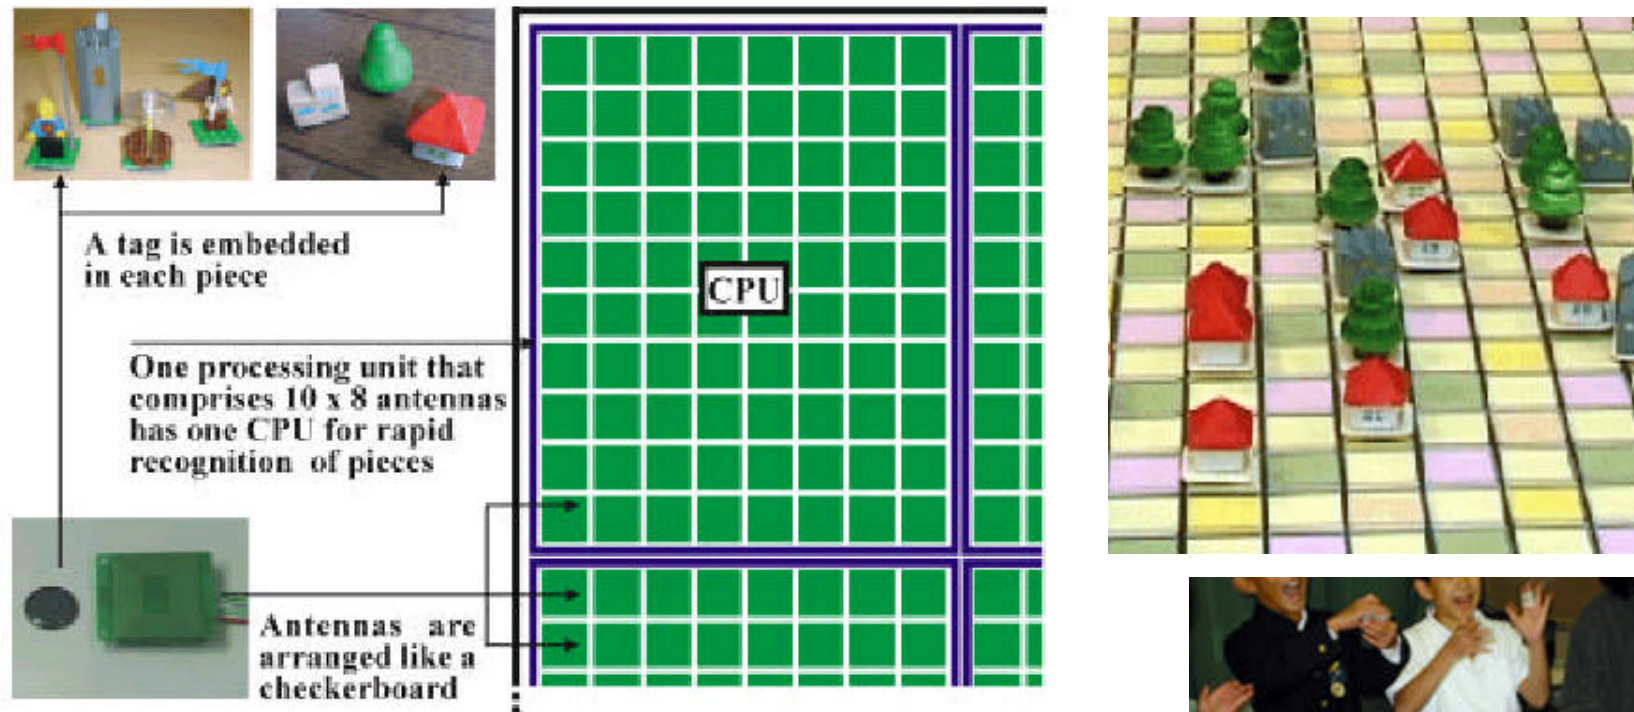 A tag is embedded
in each piece
CPU
One processing unit that
comprises 10 x 8 antennas
has one CPU for rapid
recognition of pieces
Antennas are
arranged like a
checkerboard